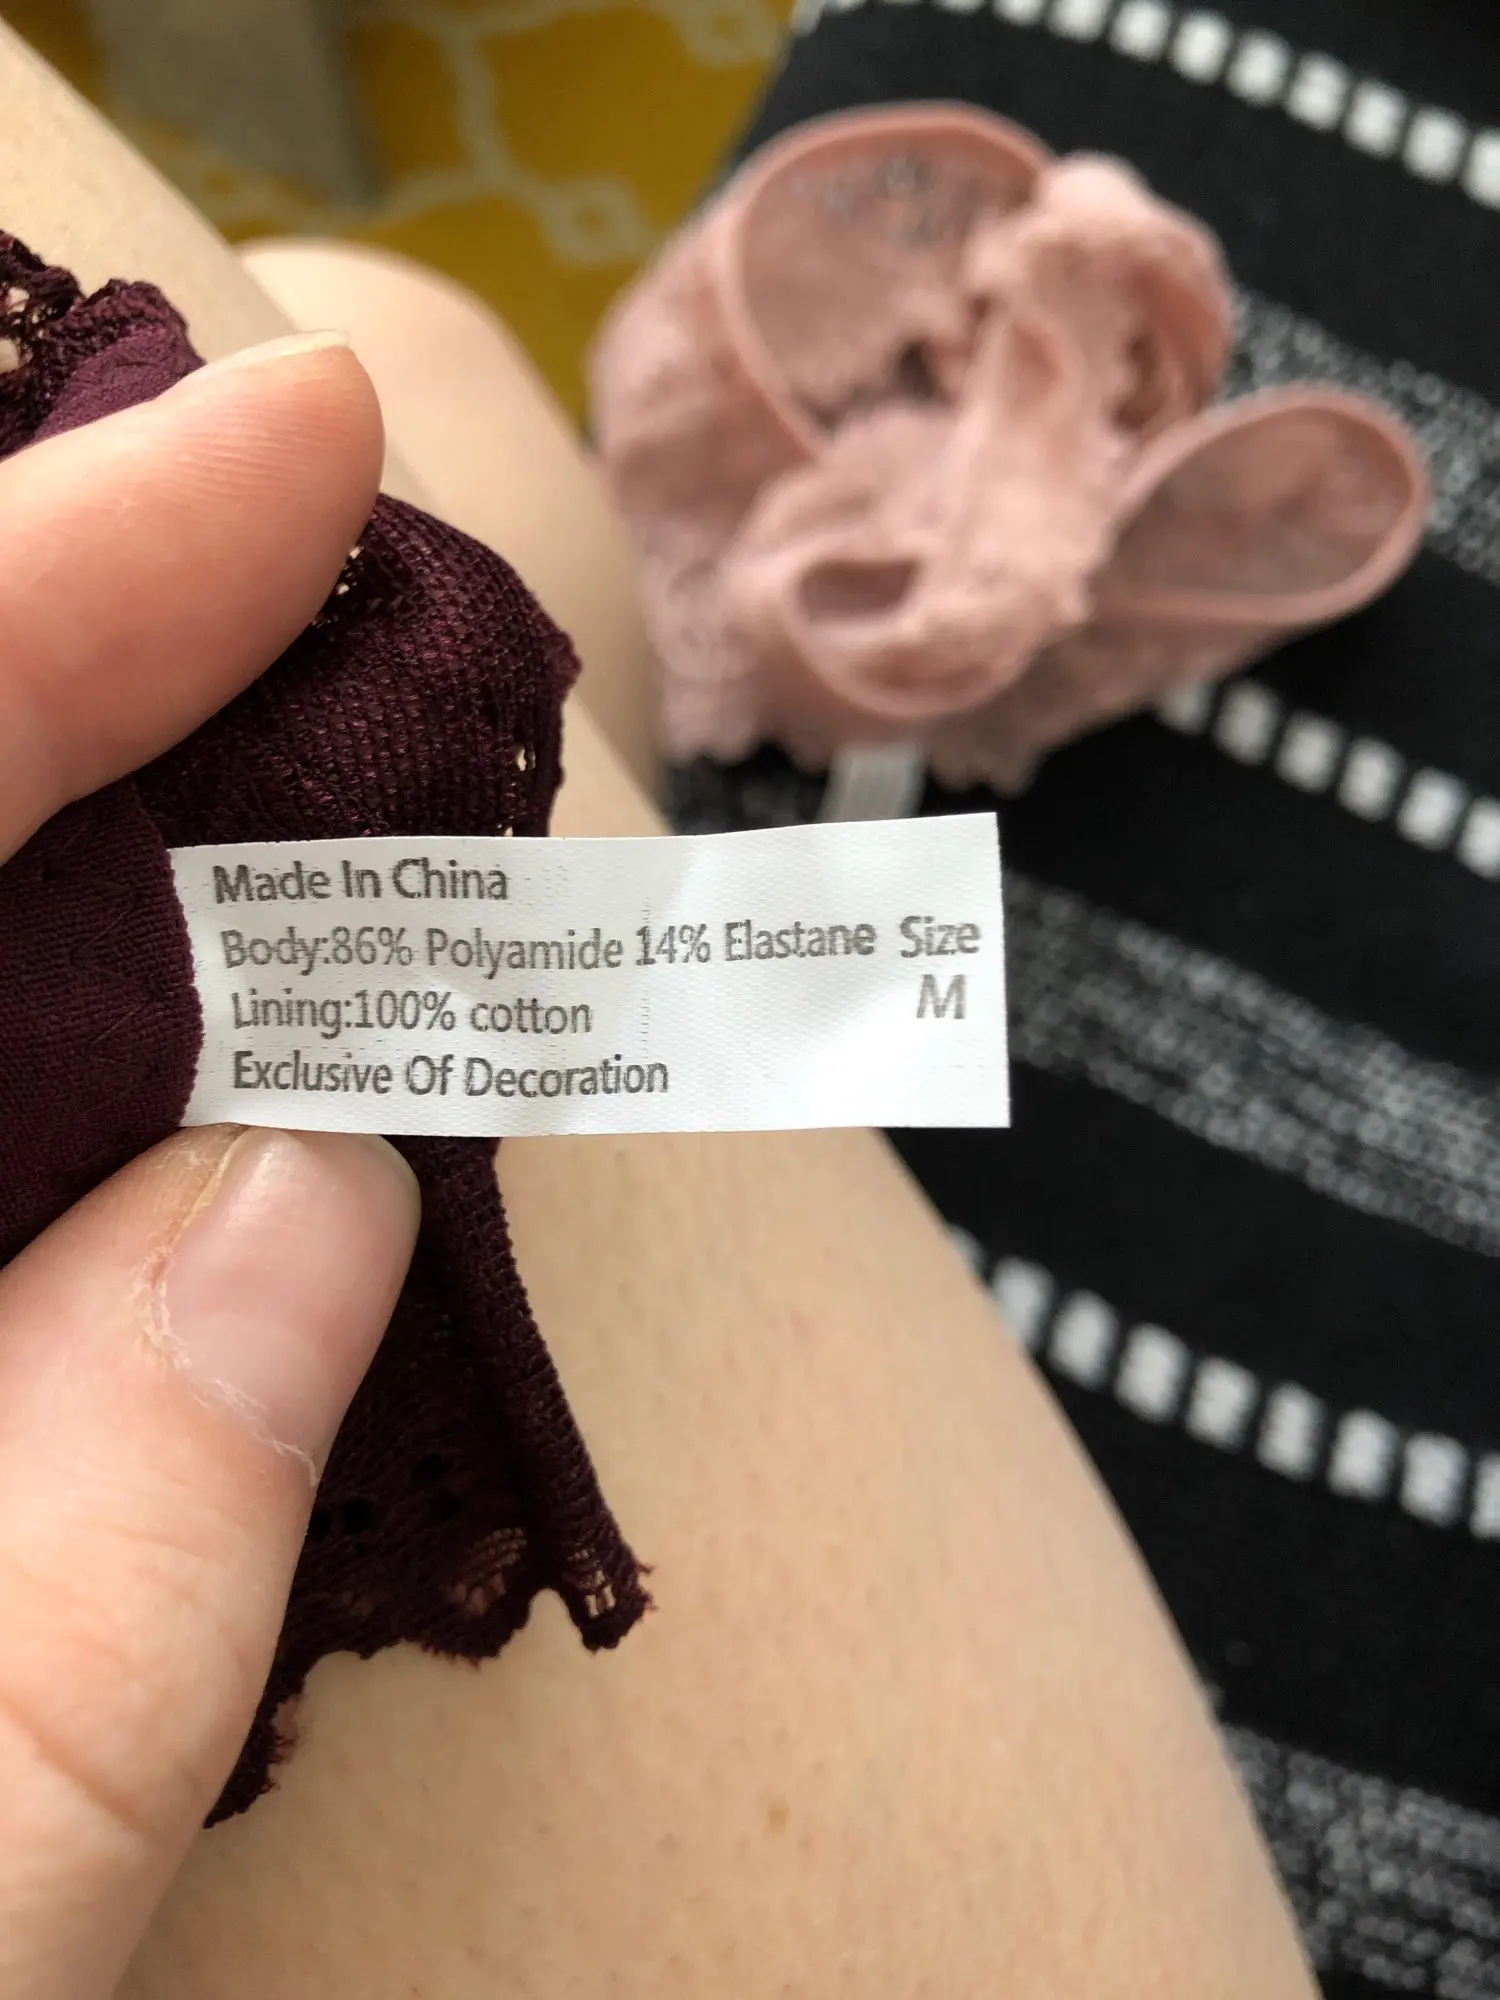 Made In China
Body:86% Polyamide 14% Elastane Size
Lining:100% cotton M
Exclusive Of Decoration